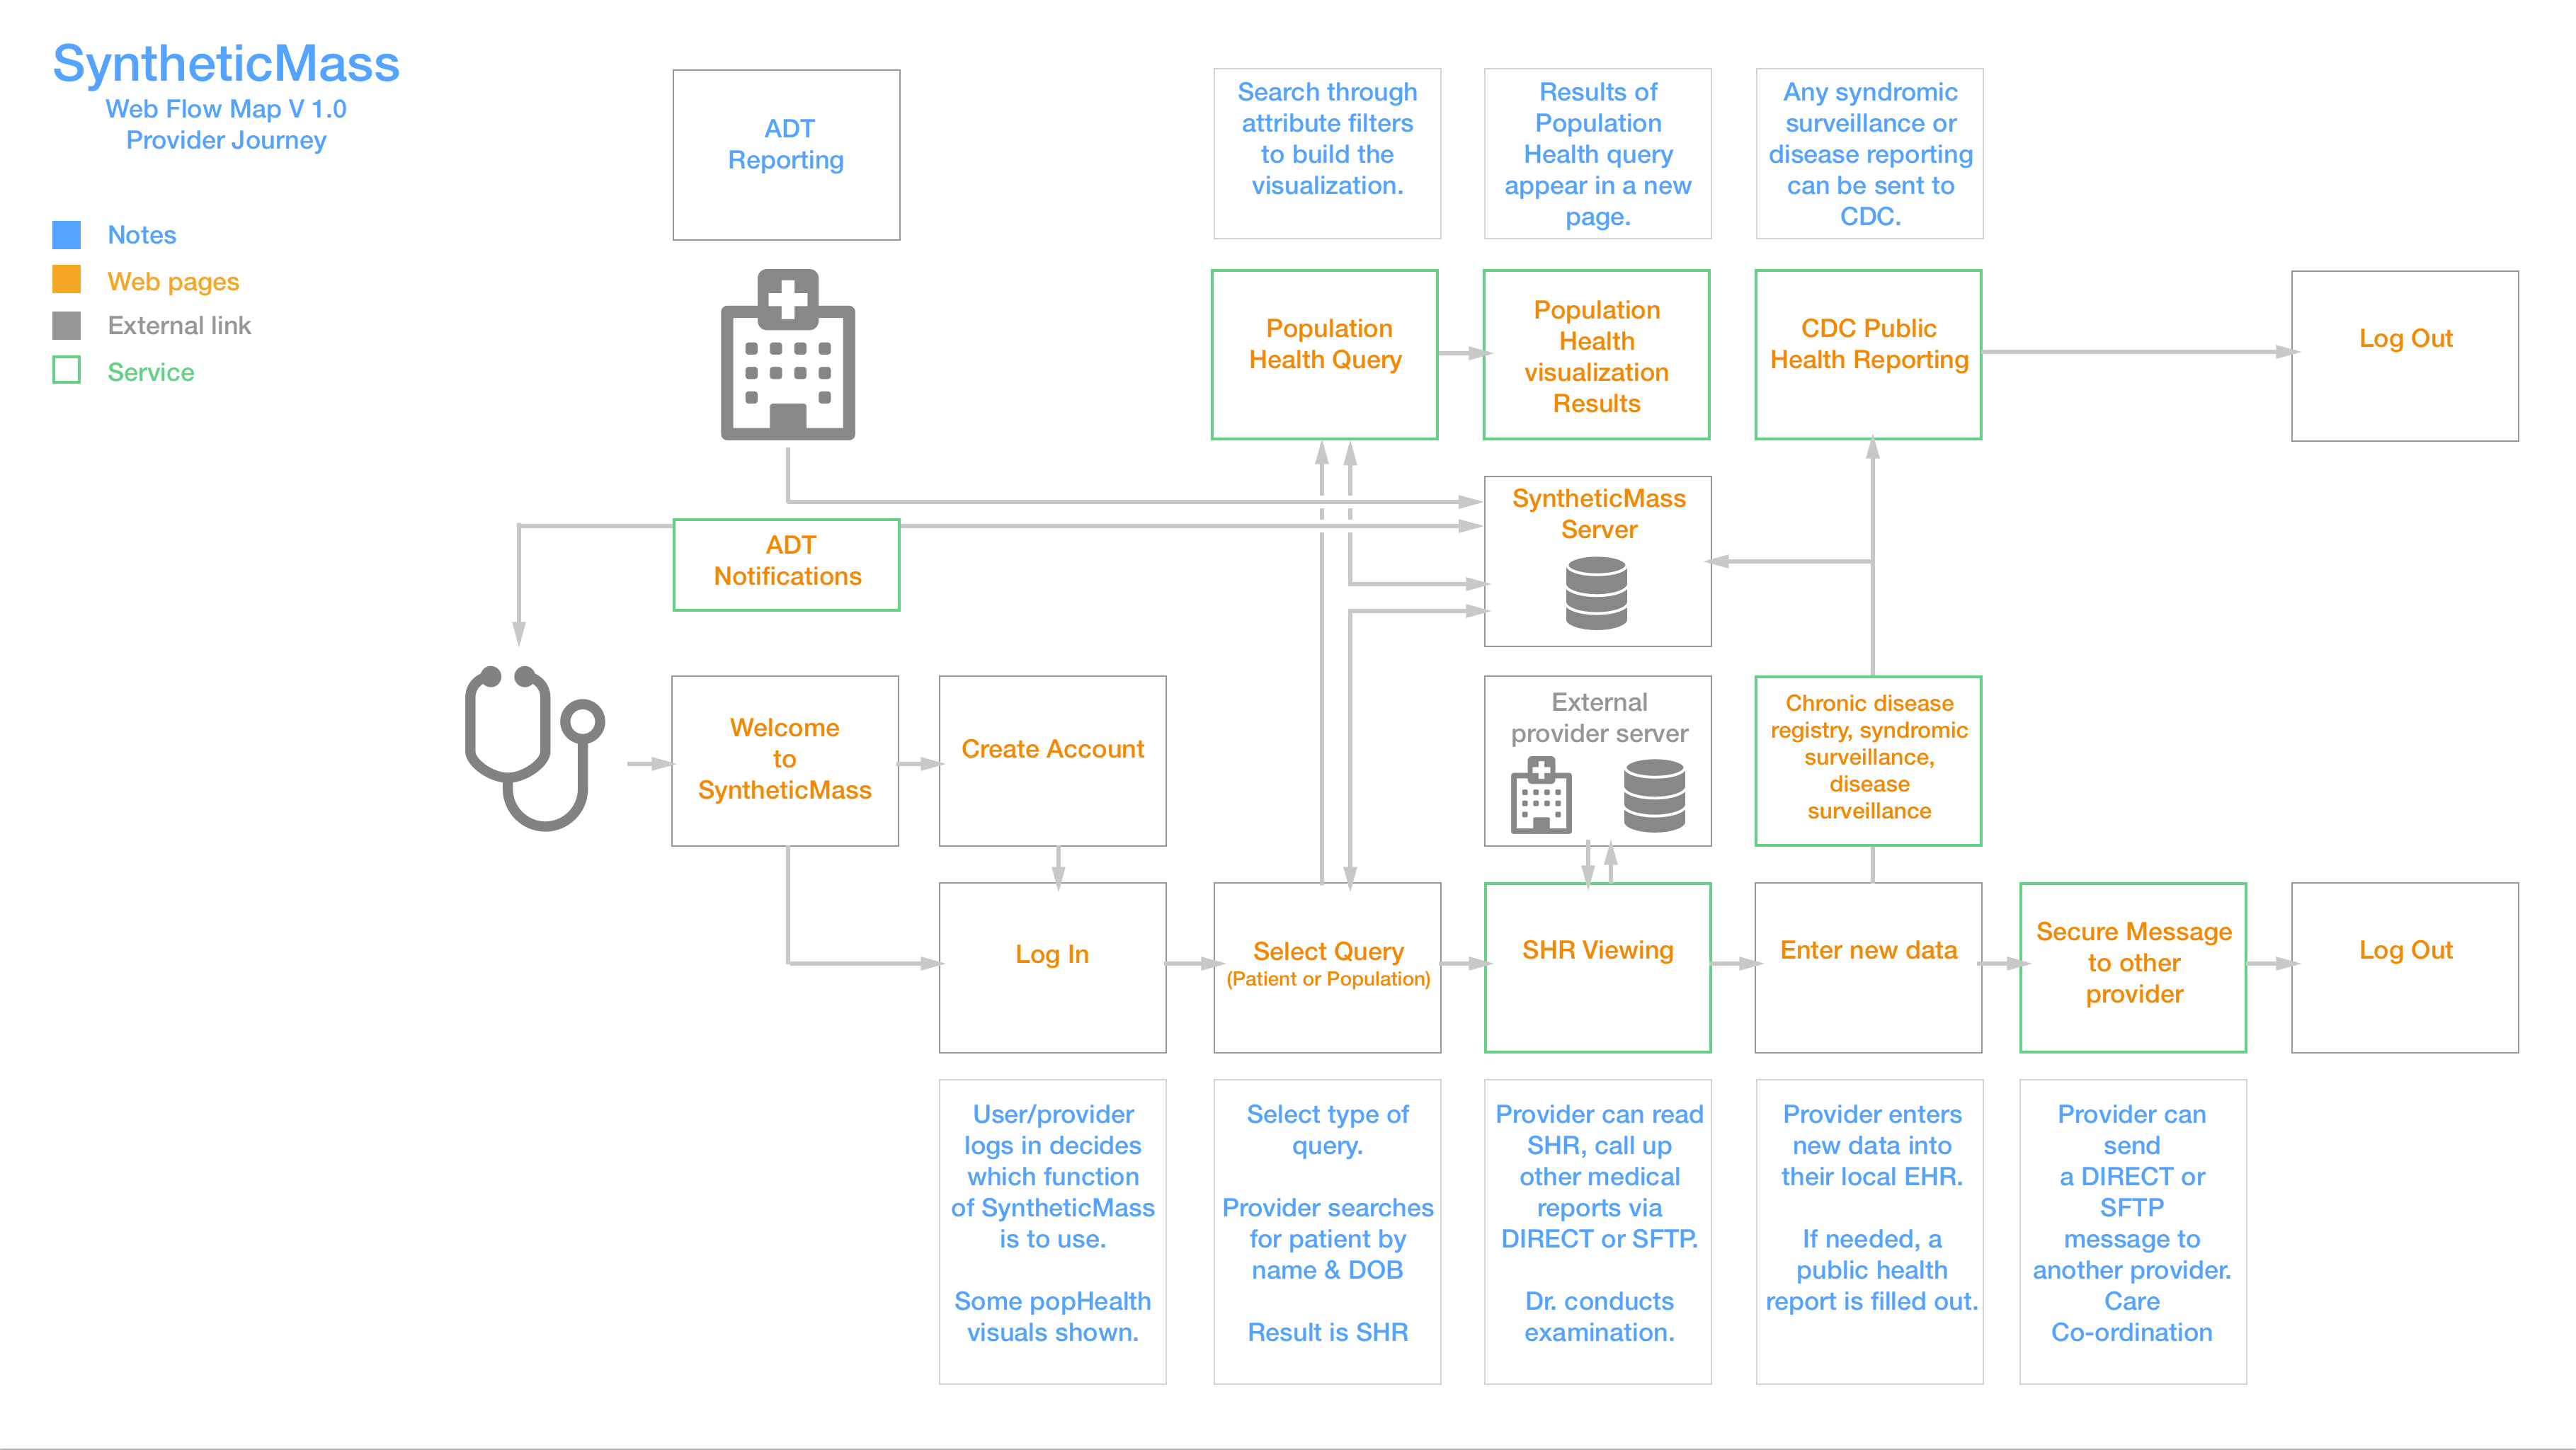 SyntheticMass
Web Flow Map V 1.0
Provider Journey
Notes
Web pages
External link
Service
ADT
Reporting
Search through
attribute filters
to build the
visualization.
Results of
Population
Health query
appear in a new
page.
Any syndromic
surveillance or
disease reporting
can be sent to
CDC.
Population
Health Query
Population
Health
visualization
Results
CDC Public
Health Reporting
Log Out
ADT
Notifications
SyntheticMass
Server
Welcome
to
SyntheticMass
Create Account
External
provider server
Chronic disease
registry, syndromic
surveillance,
disease
surveillance
Log In
Select Query
(Patient or Population)
SHR Viewing
Enter new data
Secure Message
to other
provider
Log Out
User/provider
logs in decides
which function
of SyntheticMass
is to use.
Some popHealth
visuals shown.
Select type of
query.
Provider searches
for patient by
name & DOB
Result is SHR
Provider can read
SHR, call up
other medical
reports via
DIRECT or SFTP.
Dr. conducts
examination.
Provider enters
new data into
their local EHR.
If needed, a
public health
report is filled out.
Provider can
send
a DIRECT or
SFTP
message to
another provider.
Care
Co-ordination